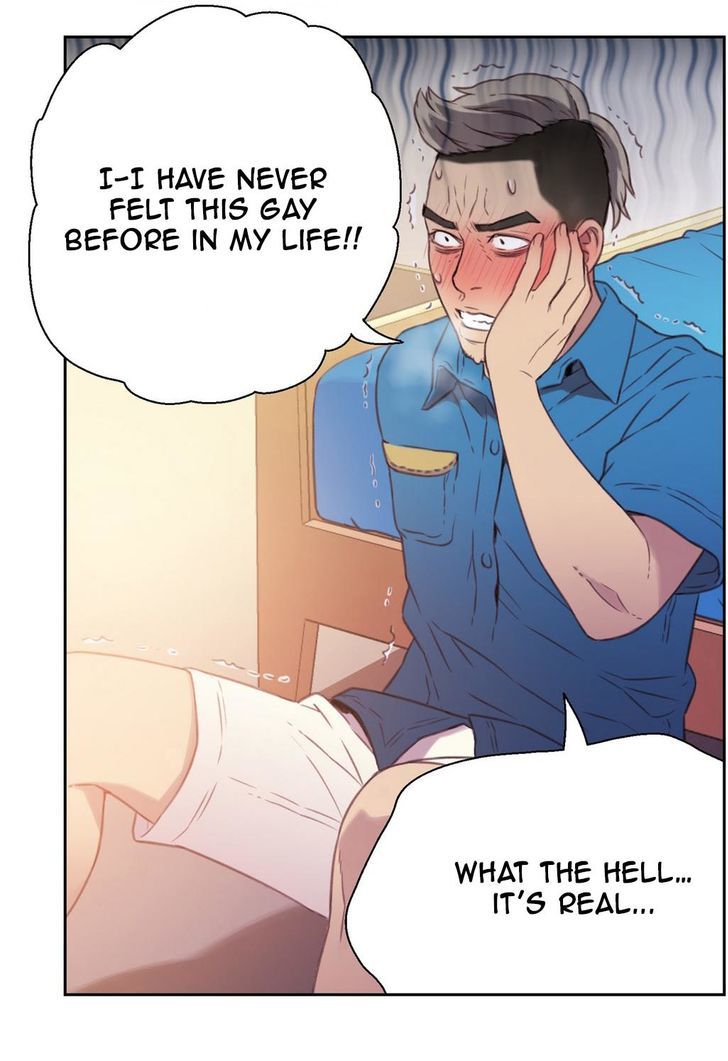 I-I HAVE NEVER
FELT THIS GAY
BEFORE IN MY LIFE!!
WHAT THE HELL...
IT'S REAL...